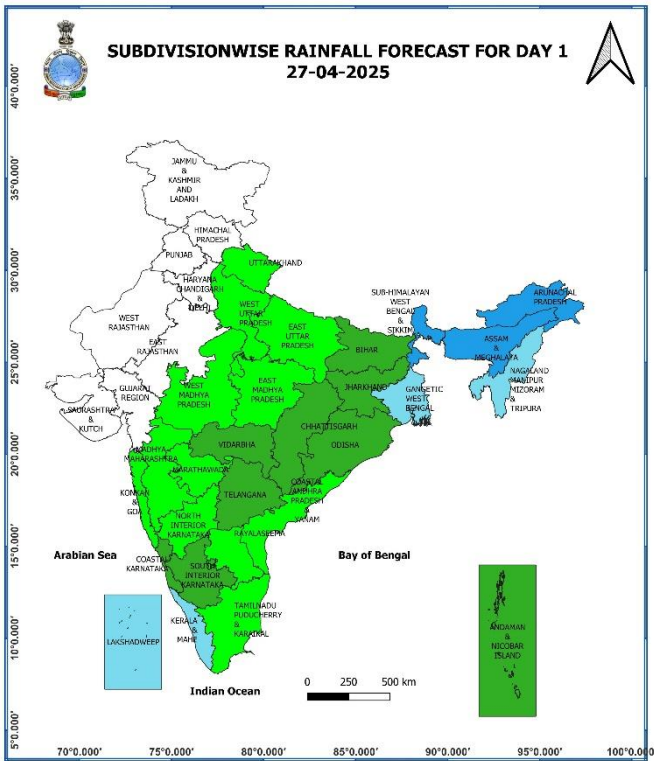 SUBDIVISIONWISE RAINFALL FORECAST FOR DAY 1
27-04-2025
40°0.000'
35°0.000'
30°0.000'
25°0.000'
20°0.000'
15°0.000'
10°0.000'
5°0.000'
JAMMU
&
KASHMIR
AND
LADAKH
HIMACHAL
PRADESH
PUNJAB
UTTARAKHAND
HARYANA
CHANDIGARH
&
DELHI
WEST
UTTAR
PRADESH
WEST
RAJASTHAN
EAST
RAJASTHAN
EAST
UTTAR
PRADESH
SUB-HIMALAYAN
WEST
BENGAL
&
SIKKIM
ARUNACHAL
PRADESH
ASSAM
&
MEGHALAYA
NAGALAND
MANIPUR
MIZORAM
&
TRIPURA
BIHAR
GUJARAT
REGION
SAURASHTRA
&
KUTCH
WEST
MADHYA
PRADESH
EAST
MADHYA
PRADESH
JHARKHAND
GANGETIC
WEST
BENGAL
CHHATTISGARH
ODISHA
VIDARBHA
MADHYA
MAHARASHTRA
MARATHAWADA
KONKAN
&
GOA
TELANGANA
COASTAL
ANDHRA
PRADESH
&
YANAM
NORTH
INTERIOR
KARNATAKA
RAYALASEEMA
COASTAL
KARNATAKA
SOUTH
INTERIOR
KARNATAKA
Arabian Sea
Bay of Bengal
LAKSHADWEEP
KERALA
&
MAHE
TAMILNADU
PUDUCHERRY
&
KARAIKAL
ANDAMAN
&
NICOBAR
ISLAND
Indian Ocean
0 250 500 km
70°0.000' 75°0.000' 80°0.000' 85°0.000' 90°0.000' 95°0.000' 100°0.000'